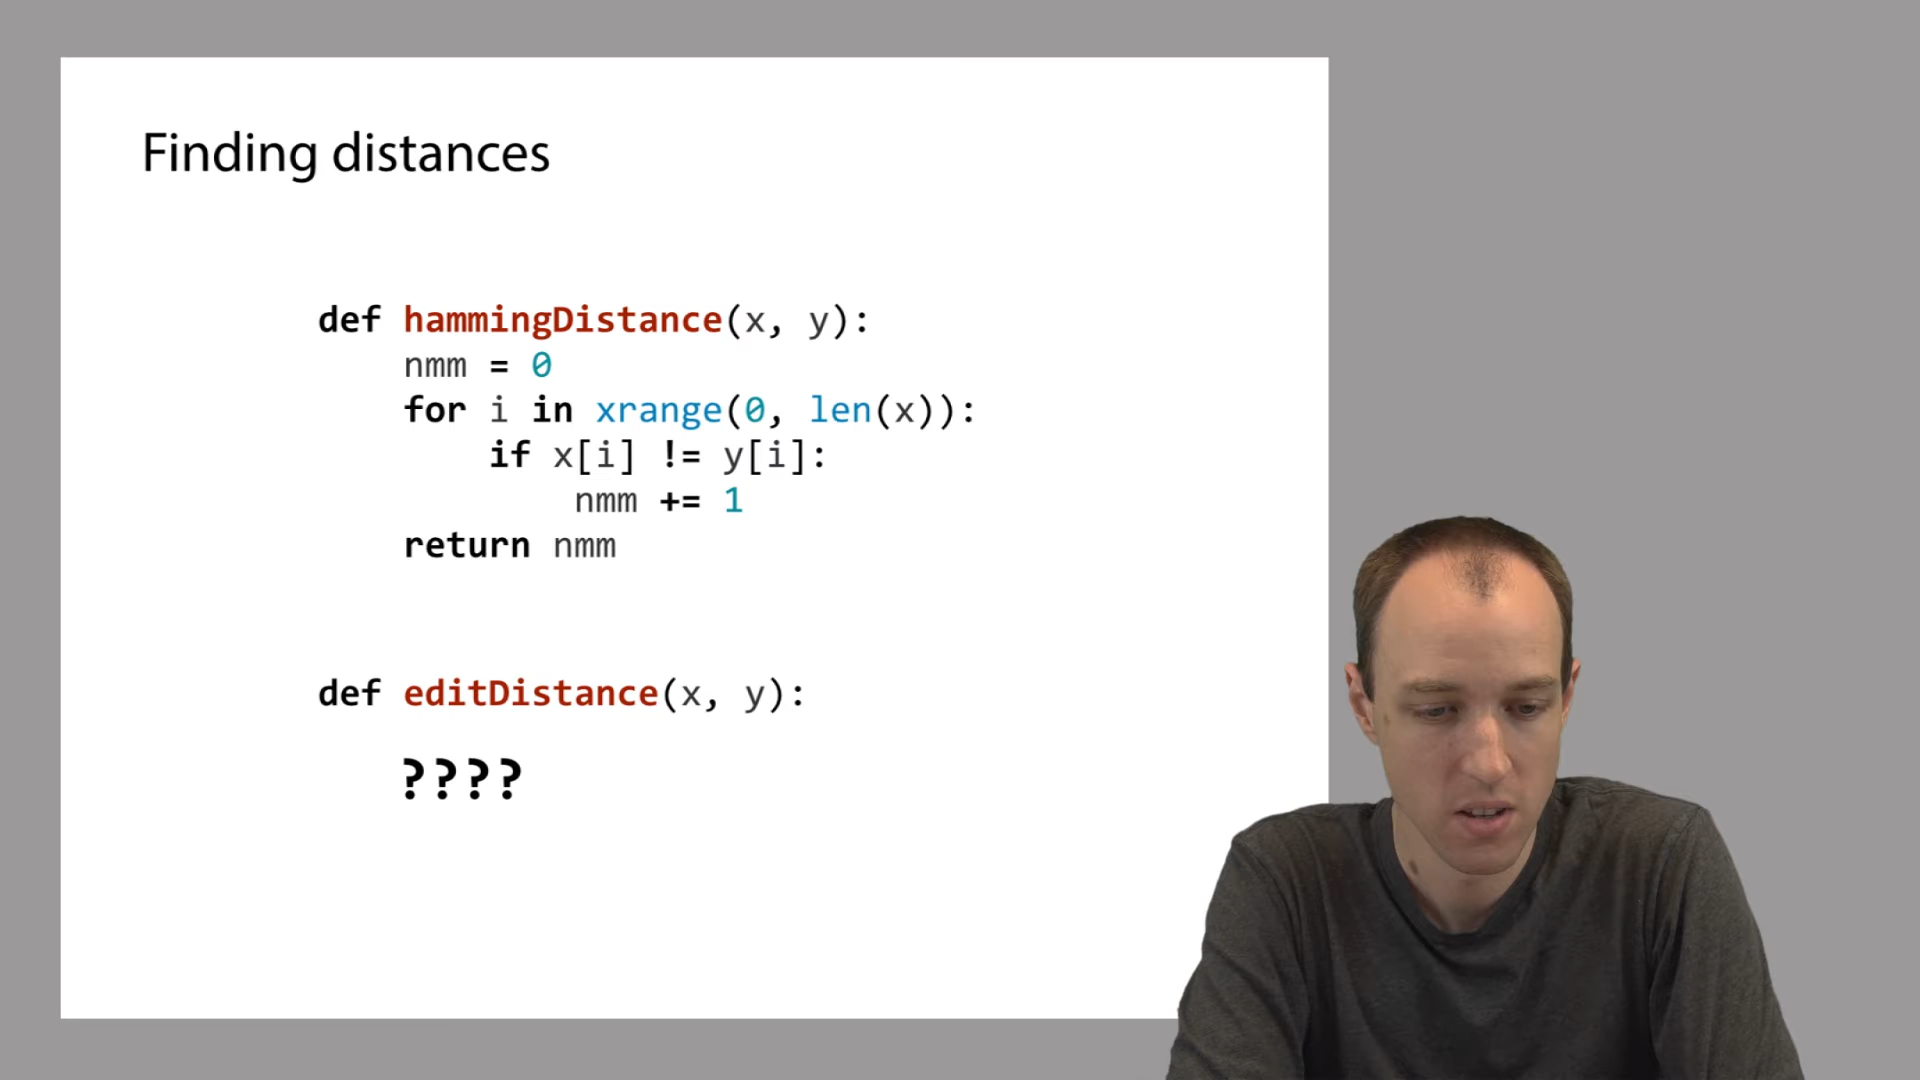 Finding distances
def hammingDistance(x, y):
    nmm = 0
    for i in xrange(0, len(x)):
        if x[i] != y[i]:
            nmm += 1
    return nmm
def editDistance(x, y):
    ????